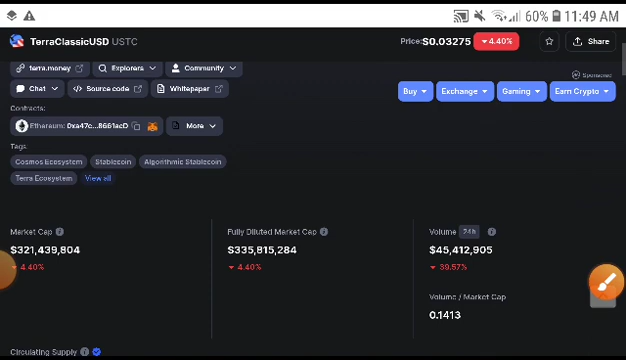 60% 11:49 AM
TerraClassicUSD USTC Price: $0.03275 4.40% Share
terra.money Explorers Community
Sponsored
Chat Source code Whitepaper
Buy Exchange Gaming Earn Crypto
Contracts:
Ethereum: 0xa47c...8661acD More
Tags
Cosmos Ecosystem Stablecoin Algorithmic Stablecoin
Terra Ecosystem View all
Market Cap Fully Diluted Market Cap Volume 24h
$321,439,804 $335,815,284 $45,412,905
4.40% 4.40% 39.57%
Volume / Market Cap
0.1413
Circulating Supply